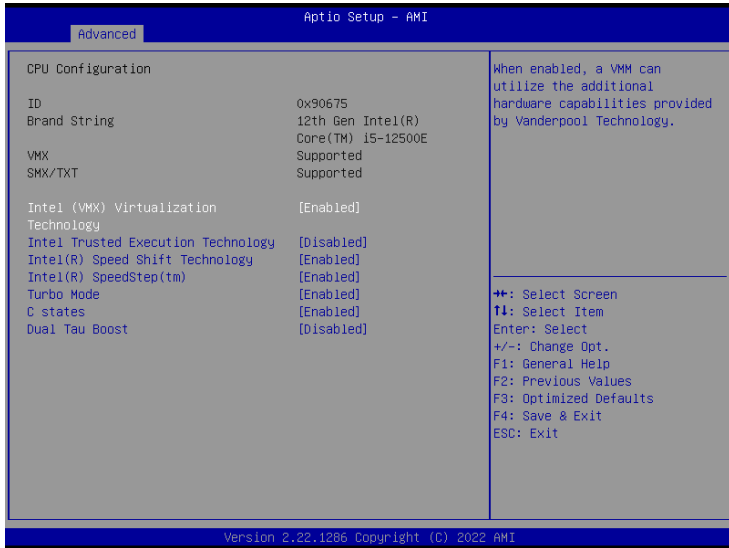 Aptio Setup – AMI
Advanced
CPU Configuration
ID 0x90675
Brand String 12th Gen Intel(R)
Core(TM) i5-12500E
VMX Supported
SMX/TXT Supported
Intel (VMX) Virtualization [Enabled]
Technology
Intel Trusted Execution Technology [Disabled]
Intel(R) Speed Shift Technology [Enabled]
Intel(R) SpeedStep(tm) [Enabled]
Turbo Mode [Enabled]
C states [Enabled]
Dual Tau Boost [Disabled]
When enabled, a VMM can
utilize the additional
hardware capabilities provided
by Vanderpool Technology.
→←: Select Screen
↑↓: Select Item
Enter: Select
+/-: Change Opt.
F1: General Help
F2: Previous Values
F3: Optimized Defaults
F4: Save & Exit
ESC: Exit
Version 2.22.1286 Copyright (C) 2022 AMI